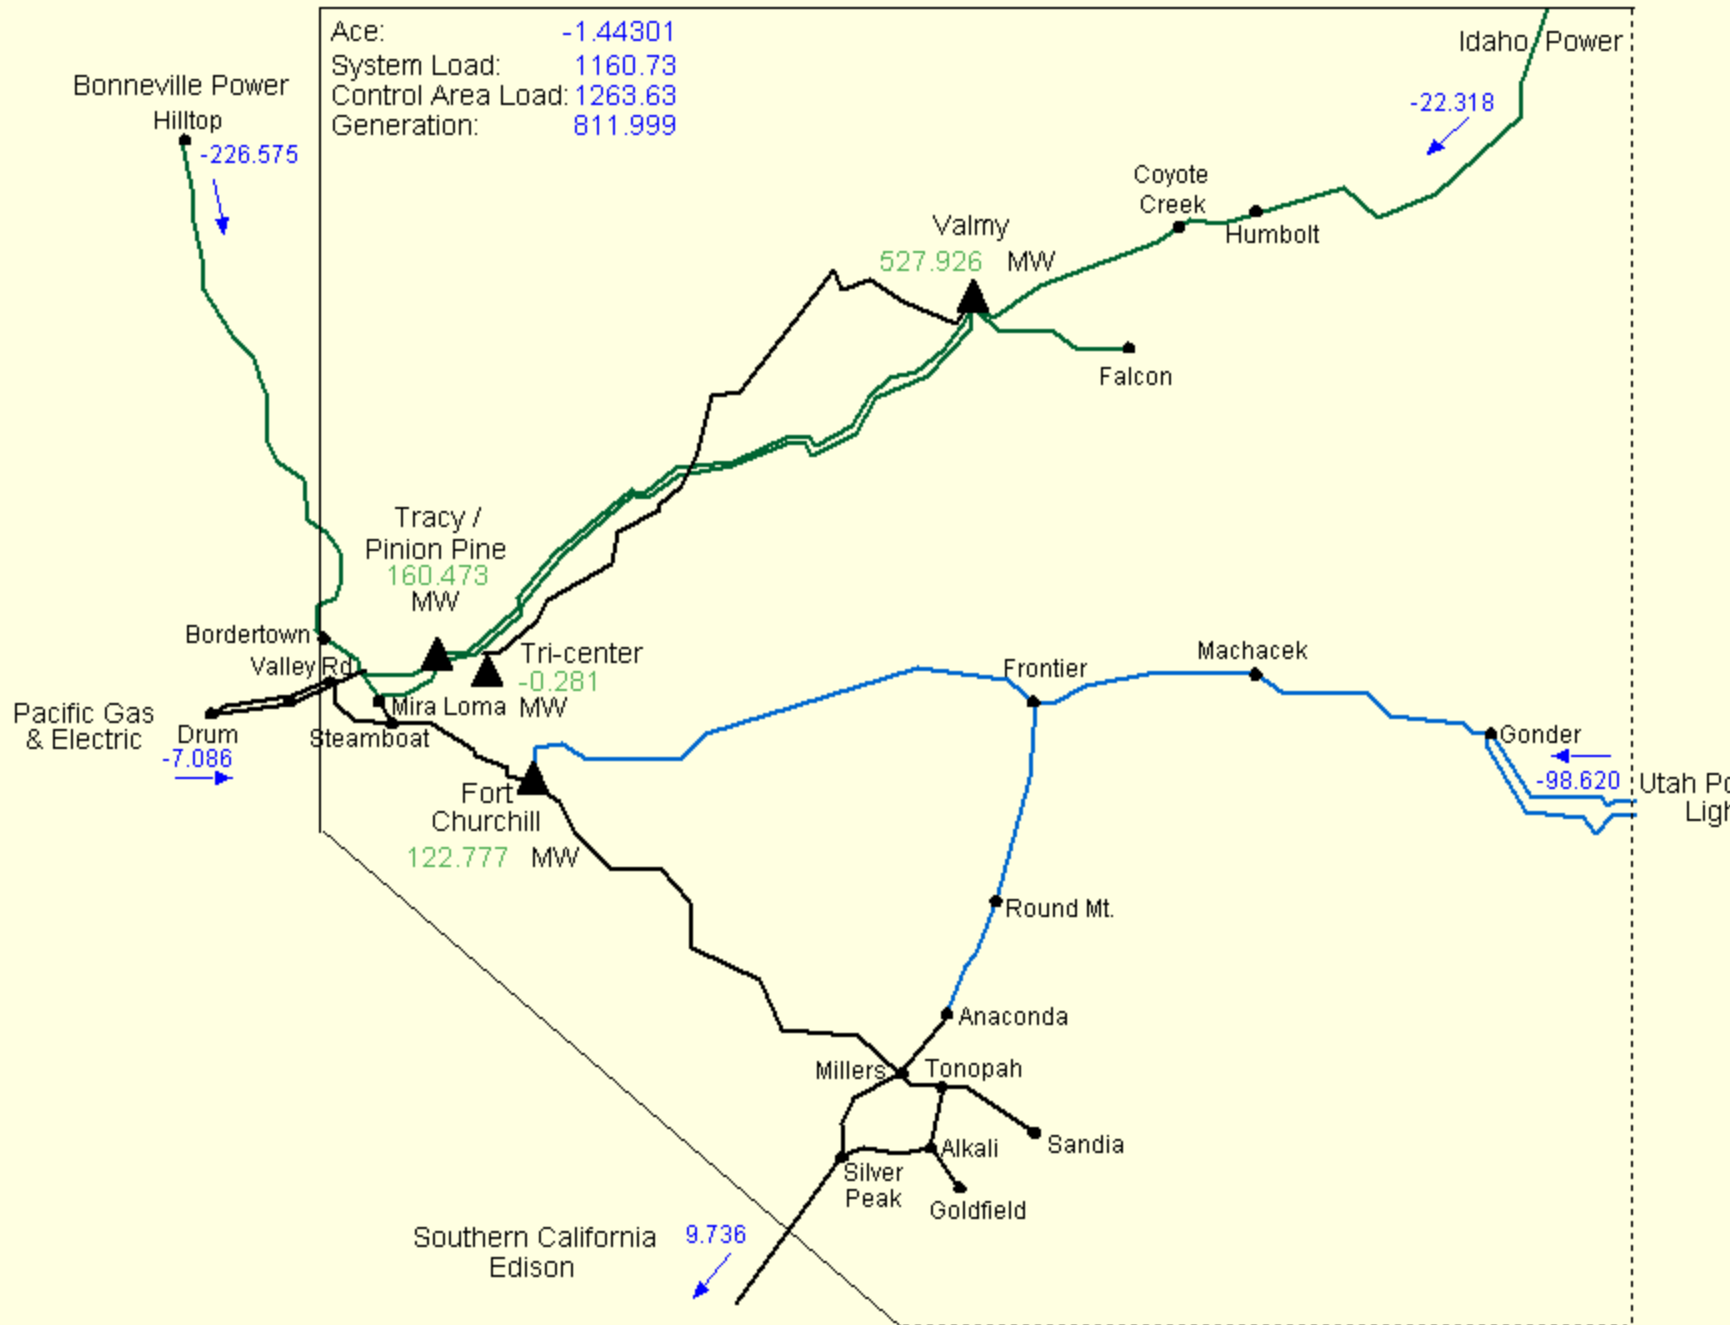 Ace: -1.44301
System Load: 1160.73
Control Area Load: 1263.63
Generation: 811.999
Idaho Power
-22.318
Bonneville Power
Hilltop
-226.575
Coyote
Creek
Humbolt
Valmy
527.926 MW
Falcon
Tracy /
Pinion Pine
160.473
MW
Bordertown
Valley Rd
Tri-center
-0.281
MW
Mira Loma
Steamboat
Pacific Gas
& Electric
Drum
-7.086
Fort
Churchill
122.777 MW
Frontier
Machacek
Gonder
-98.620
Utah Po
Ligh
Round Mt.
Anaconda
Millers
Tonopah
Sandia
Alkali
Silver
Peak
Goldfield
Southern California
Edison
9.736